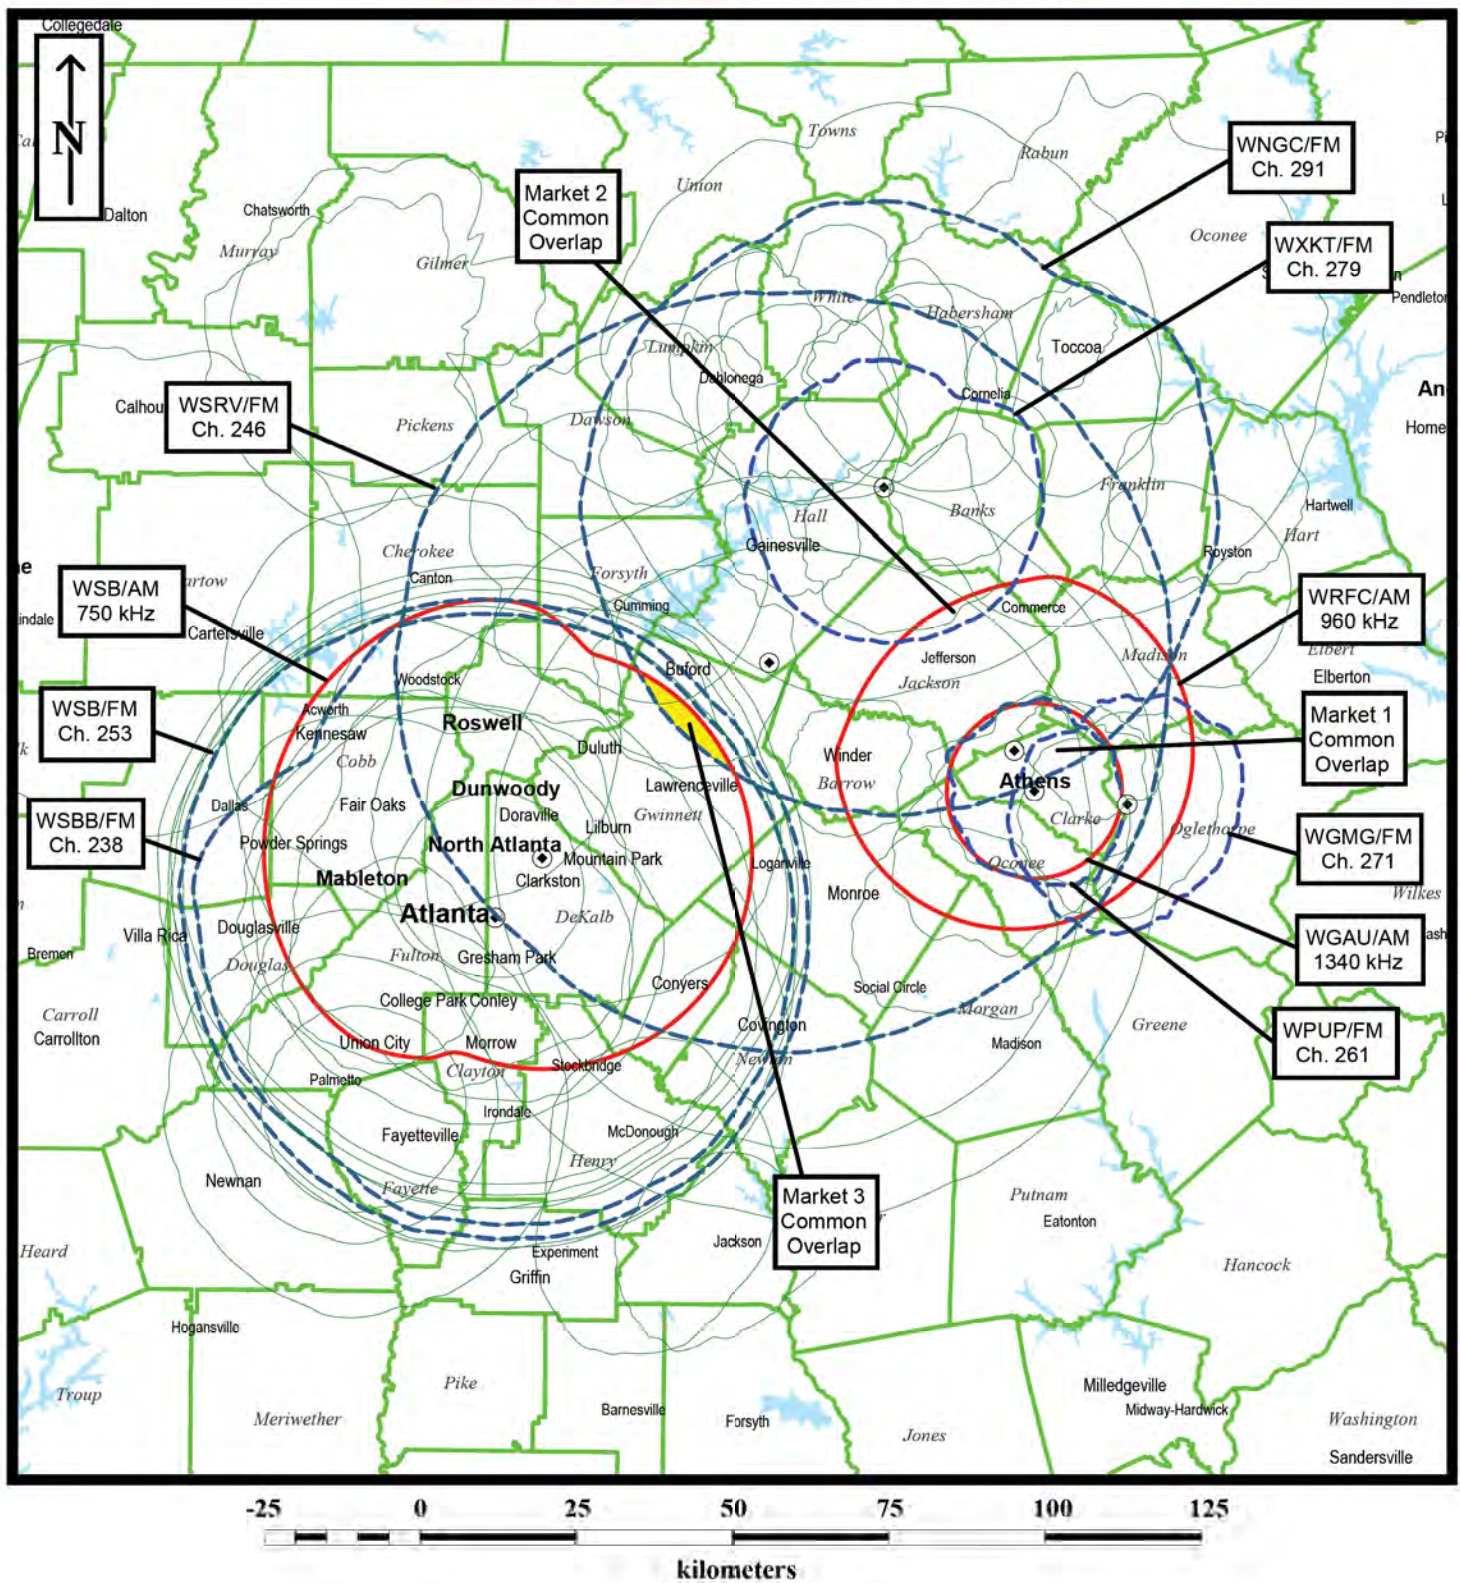 Collegedale
N
Dalton
Chatsworth
Murray
Gilmer
Union
Towns
Rabun
Oconee
Pendleton
WNGC/FM
Ch. 291
WXKT/FM
Ch. 279
Market 2
Common
Overlap
White
Habersham
Toccoa
Lumpkin
Dahlonega
Cornelia
WSRV/FM
Ch. 246
Pickens
Dawson
Franklin
Hartwell
Hart
Hall
Banks
Gainesville
Royston
Cherokee
Canton
Forsyth
Cumming
WSB/AM
750 kHz
Cartersville
Commerce
WRFC/AM
960 kHz
Elbert
Elberton
Buford
Jefferson
Jackson
Madison
Woodstock
WSB/FM
Ch. 253
Acworth
Kennesaw
Roswell
Duluth
Market 1
Common
Overlap
Cobb
Winder
Barrow
Athens
Clarke
Oglethorpe
Lawrenceville
Gwinnett
Dunwoody
Doraville
Lilburn
Dallas
Fair Oaks
WSBB/FM
Ch. 238
Powder Springs
North Atlanta
Mountain Park
Clarkston
Loganville
WGMG/FM
Ch. 271
Oconee
Wilkes
Mableton
Monroe
Atlanta
DeKalb
Villa Rica
Douglasville
WGAU/AM
1340 kHz
Bremen
Douglas
Fulton
Gresham Park
Conyers
Social Circle
College Park
Conley
Morgan
Carroll
Carrollton
Covington
Greene
WPUP/FM
Ch. 261
Union City
Morrow
Madison
Newton
Clayton
Stockbridge
Palmetto
Irondale
Fayetteville
McDonough
Henry
Newnan
Fayette
Market 3
Common
Overlap
Putnam
Eatonton
Heard
Experiment
Griffin
Jackson
Hancock
Hogansville
Troup
Pike
Meriwether
Barnesville
Forsyth
Jones
Milledgeville
Midway-Hardwick
Washington
Sandersville
-25 0 25 50 75 100 125
kilometers